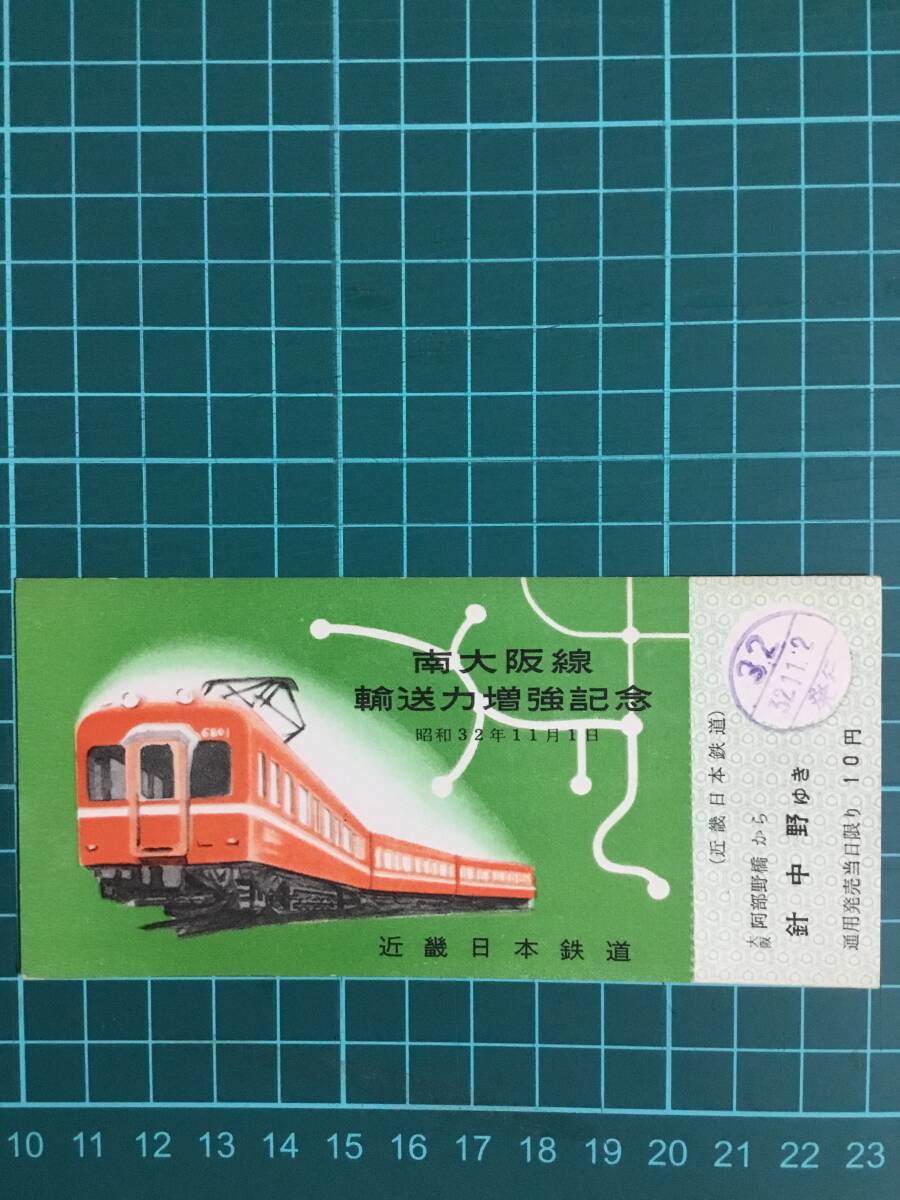 南大阪線
輸送力増強記念
昭和32年11月1日
6801
近畿日本鉄道
(近畿日本鉄道)
大阪阿部野橋から
針中野ゆき
通用発売当日限り 10円
32
32.11.2
10 11 12 13 14 15 16 17 18 19 20 21 22 23